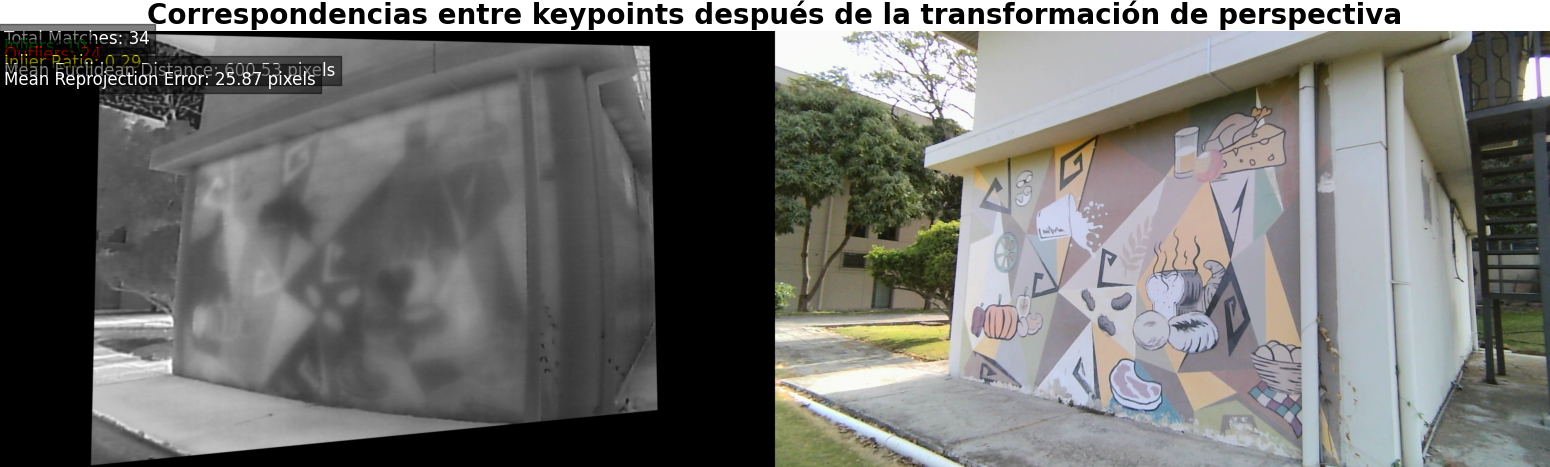 Correspondencias entre keypoints después de la transformación de perspectiva
Total Matches: 34
Outliers: 24
Inlier Ratio: 0.29
Mean Euclidean Distance: 600.53 pixels
Mean Reprojection Error: 25.87 pixels